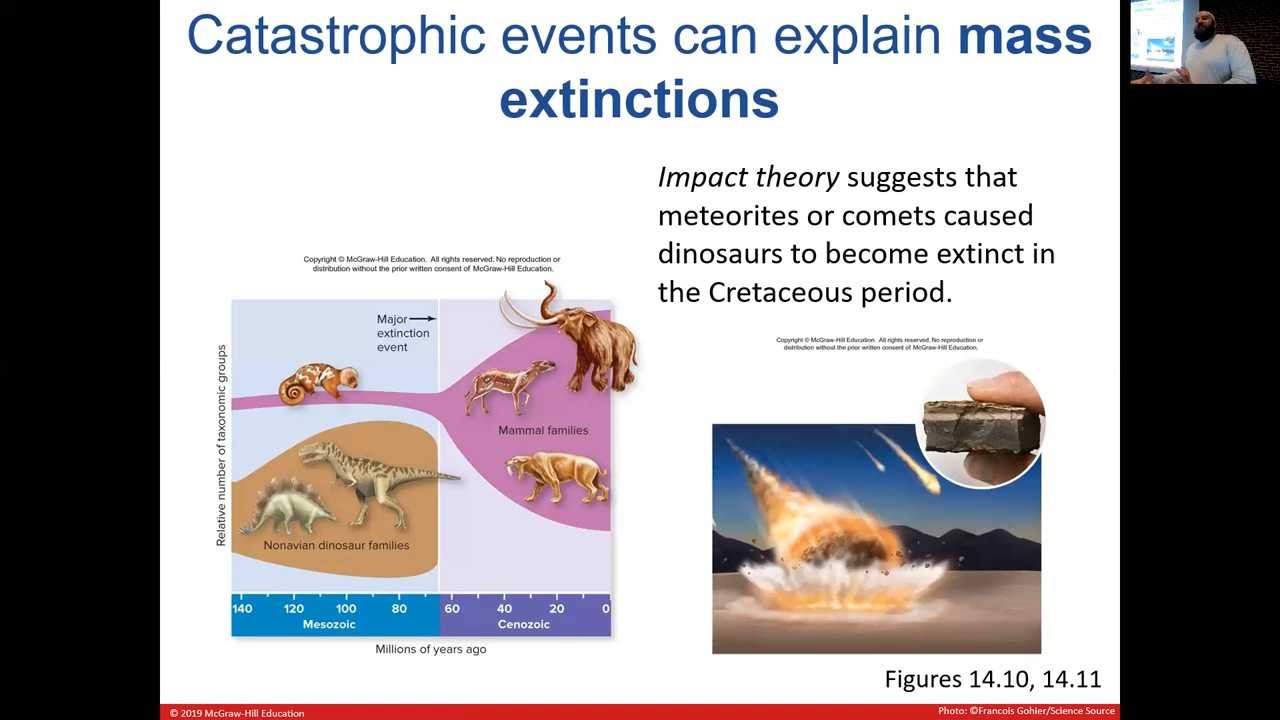 Catastrophic events can explain mass
extinctions
Impact theory suggests that
meteorites or comets caused
dinosaurs to become extinct in
the Cretaceous period.
Copyright © McGraw-Hill Education. All rights reserved. No reproduction or
distribution without the prior written consent of McGraw-Hill Education.
Major
extinction
event
Relative number of taxonomic groups
Mammal families
Nonavian dinosaur families
140 120 100 80 60 40 20 0
Mesozoic Cenozoic
Millions of years ago
Copyright © McGraw-Hill Education. All rights reserved. No reproduction or
distribution without the prior written consent of McGraw-Hill Education.
Figures 14.10, 14.11
© 2019 McGraw-Hill Education
Photo: ©Francois Gohier/Science Source